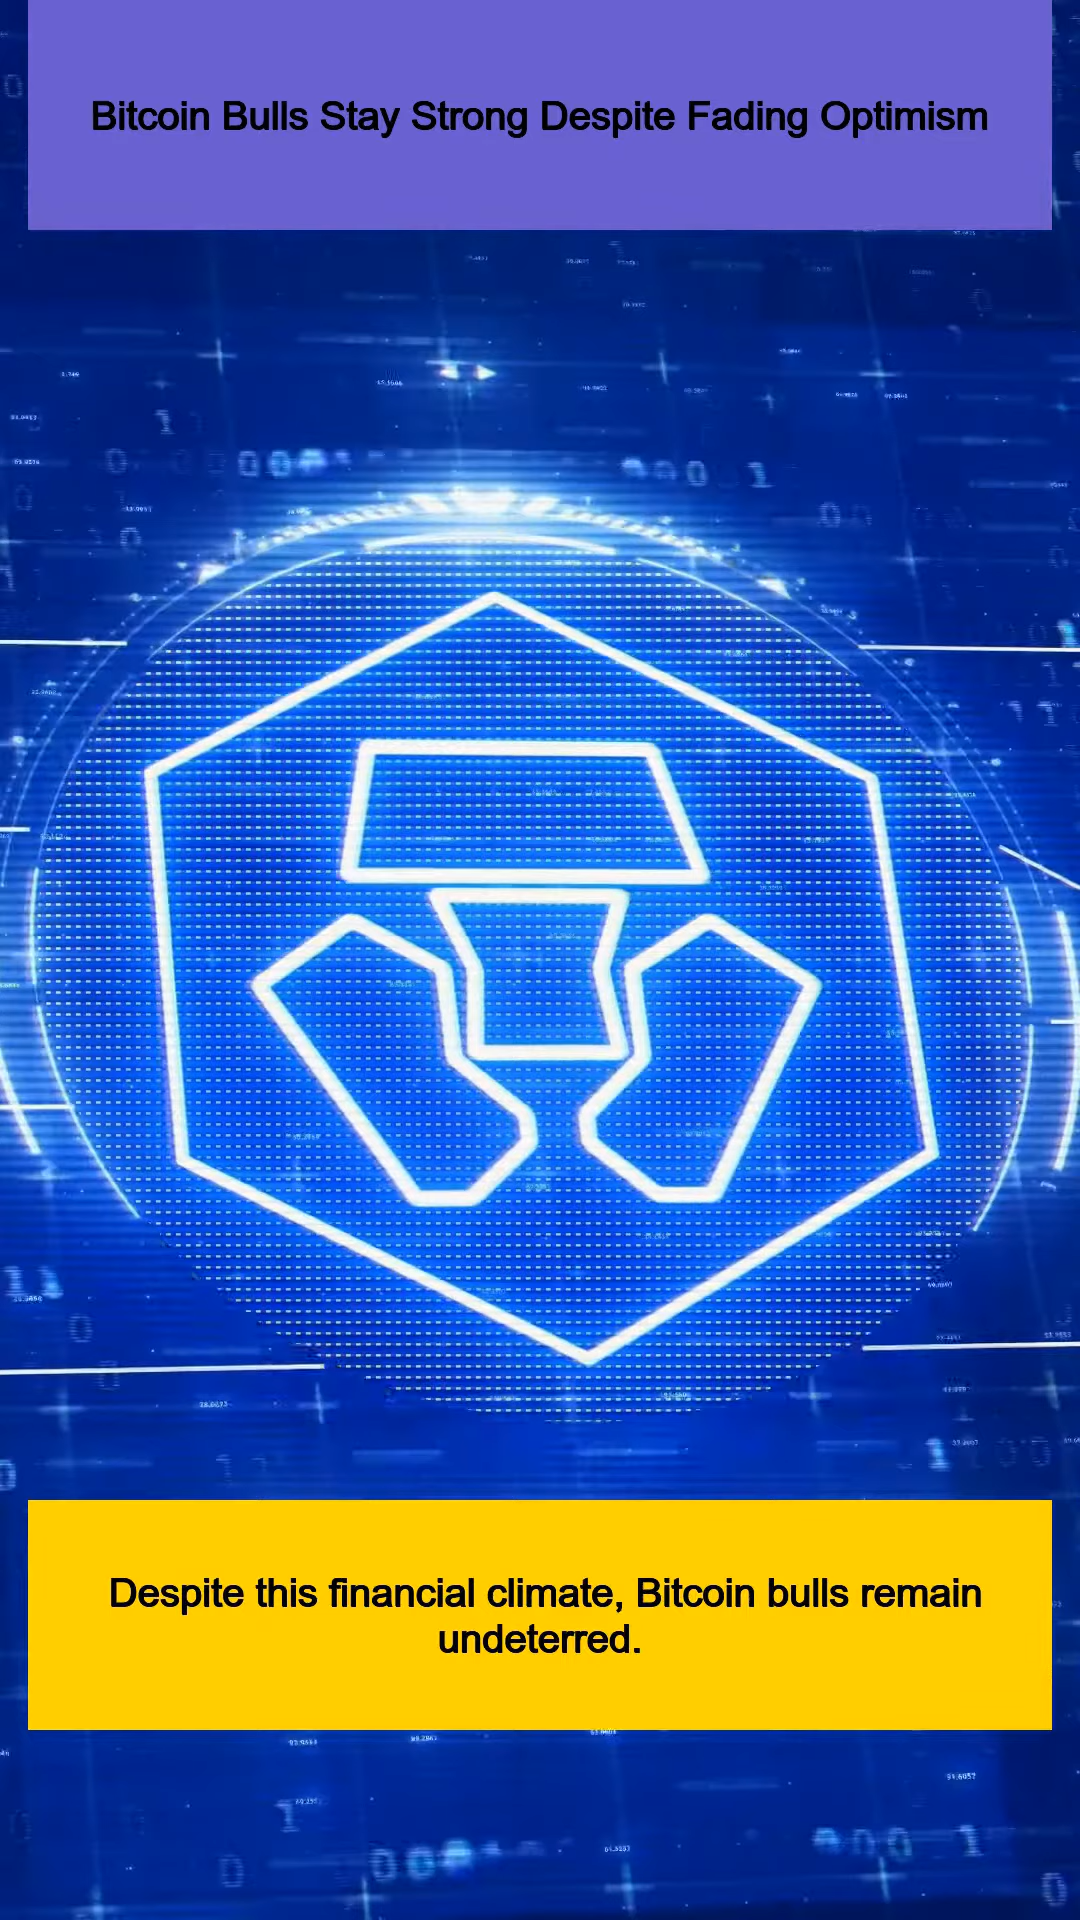 Bitcoin Bulls Stay Strong Despite Fading Optimism
Despite this financial climate, Bitcoin bulls remain
undeterred.